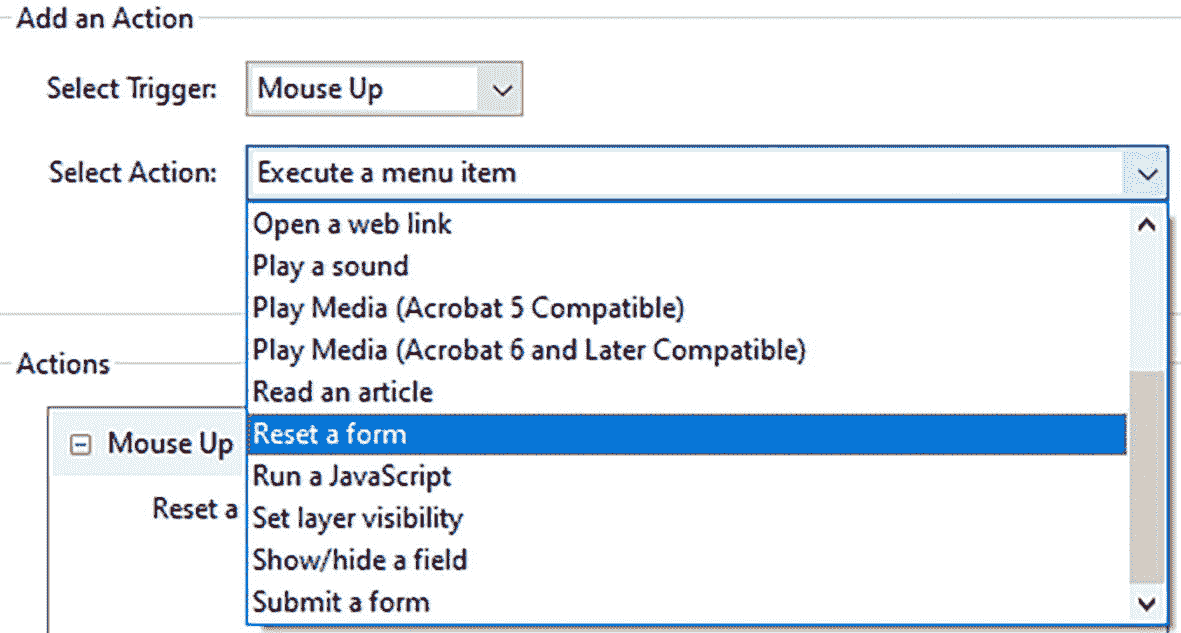 Add an Action
Select Trigger: Mouse Up
Select Action: Execute a menu item
Open a web link
Play a sound
Play Media (Acrobat 5 Compatible)
Play Media (Acrobat 6 and Later Compatible)
Actions
Read an article
Reset a form
Mouse Up
Run a JavaScript
Reset a
Set layer visibility
Show/hide a field
Submit a form